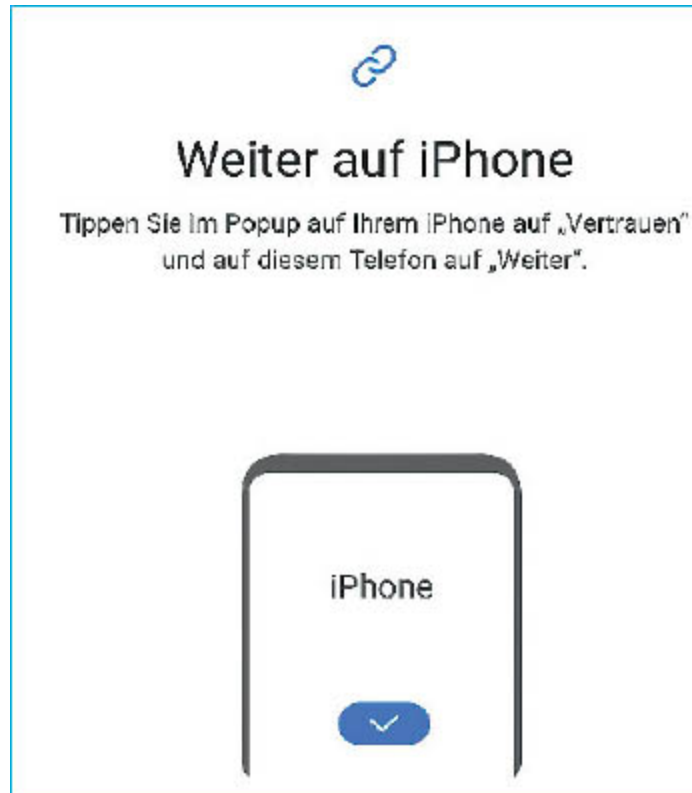 Weiter auf iPhone
Tippen Sie im Popup auf Ihrem iPhone auf „Vertrauen“
und auf diesem Telefon auf „Weiter“.
iPhone